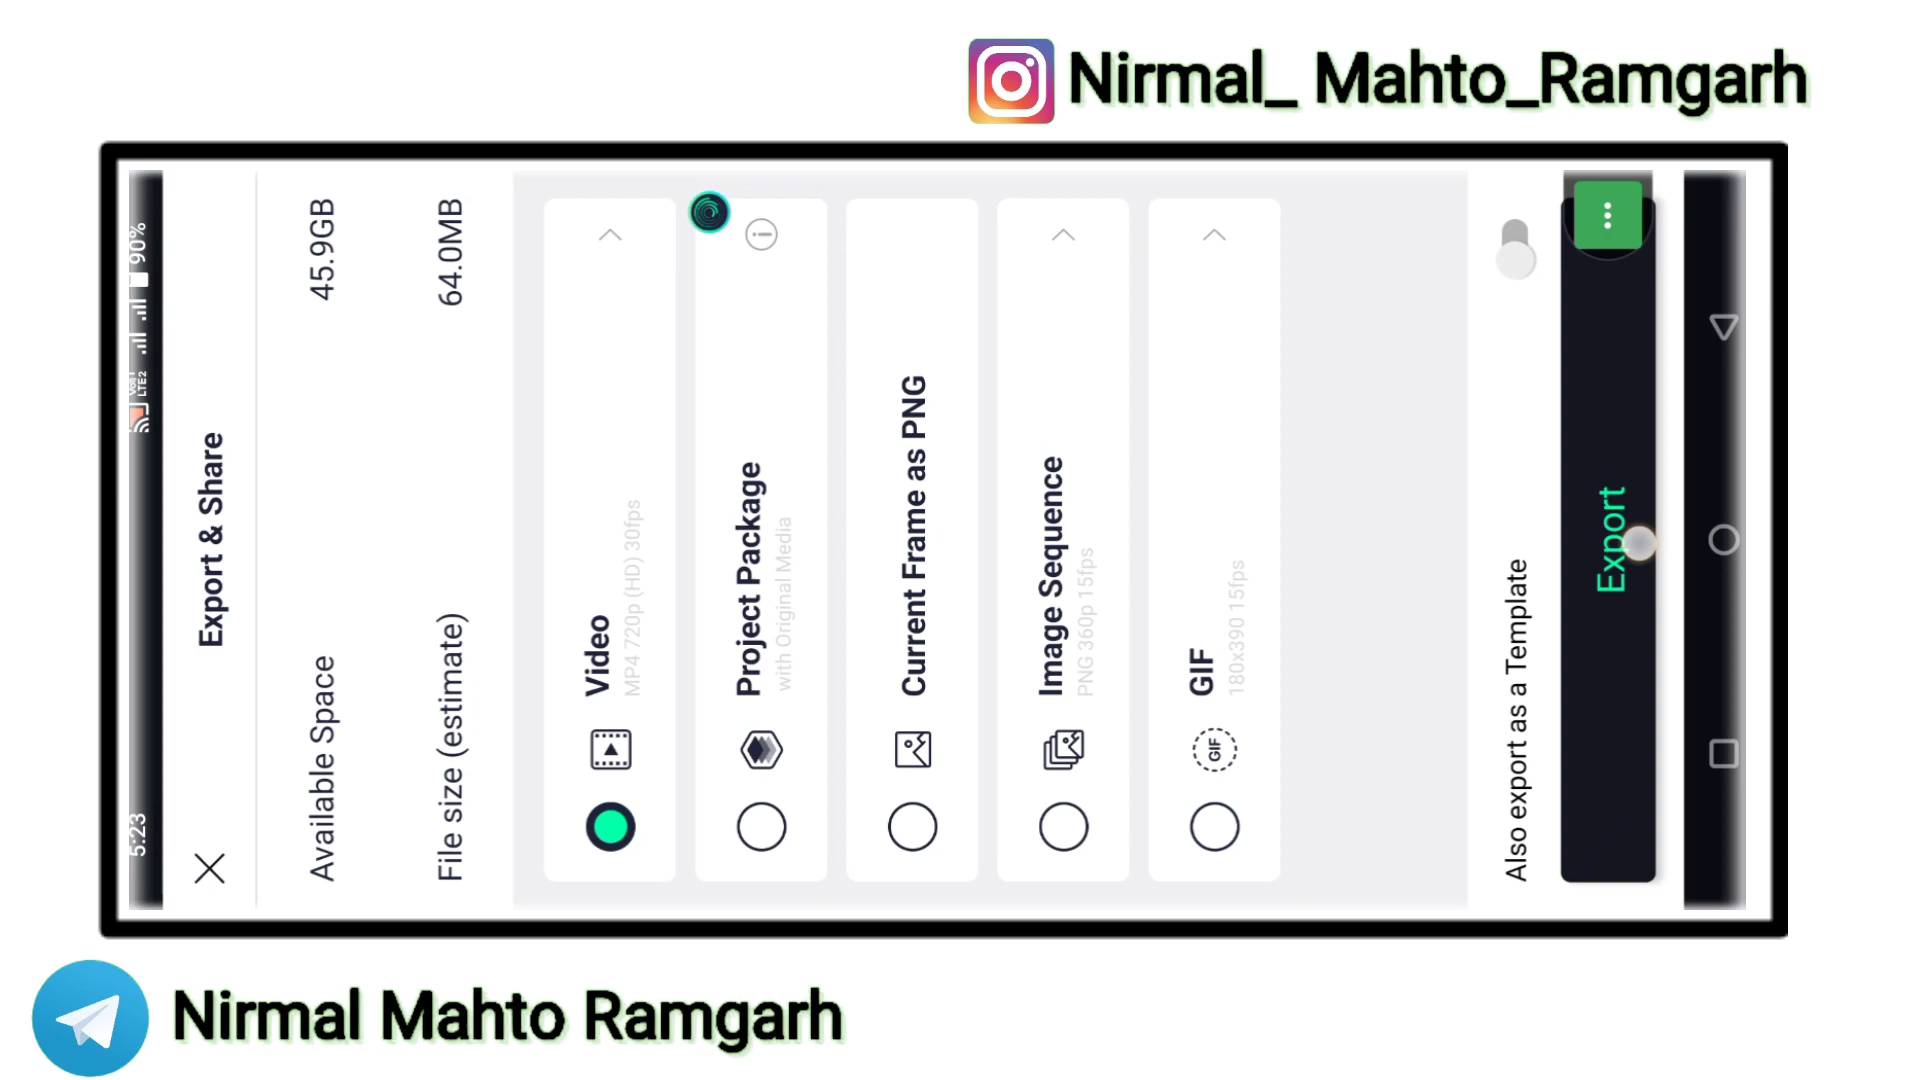 Nirmal_ Mahto_Ramgarh
5:23
LTE2
90%
Export & Share
Available Space 45.9GB
File size (estimate) 64.0MB
Video
MP4 720p (HD) 30fps
Project Package
with Original Media
Current Frame as PNG
Image Sequence
PNG 360p 15fps
GIF
GIF
180x390 15fps
Also export as a Template
Export
Nirmal Mahto Ramgarh